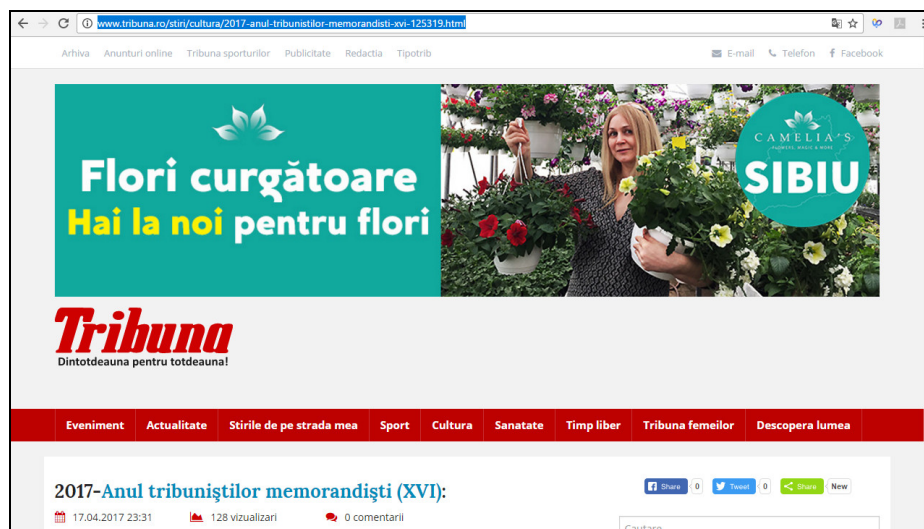 www.tribuna.ro/stiri/cultura/2017-anul-tribunistilor-memorandisti-xvi-125319.html
Arhiva Anunturi online Tribuna sporturilor Publicitate Redactia Tipotrib E-mail Telefon Facebook
Flori curgătoare
Hai la noi pentru flori
CAMELIA'S
SIBIU
Tribuna
Dintotdeauna pentru totdeauna!
Eveniment Actualitate Stirile de pe strada mea Sport Cultura Sanatate Timp liber Tribuna femeilor Descopera lumea
2017-Anul tribuniştilor memorandişti (XVI):
Share 0 Tweet 0 Share New
17.04.2017 23:31 128 vizualizari 0 comentarii
Cautare